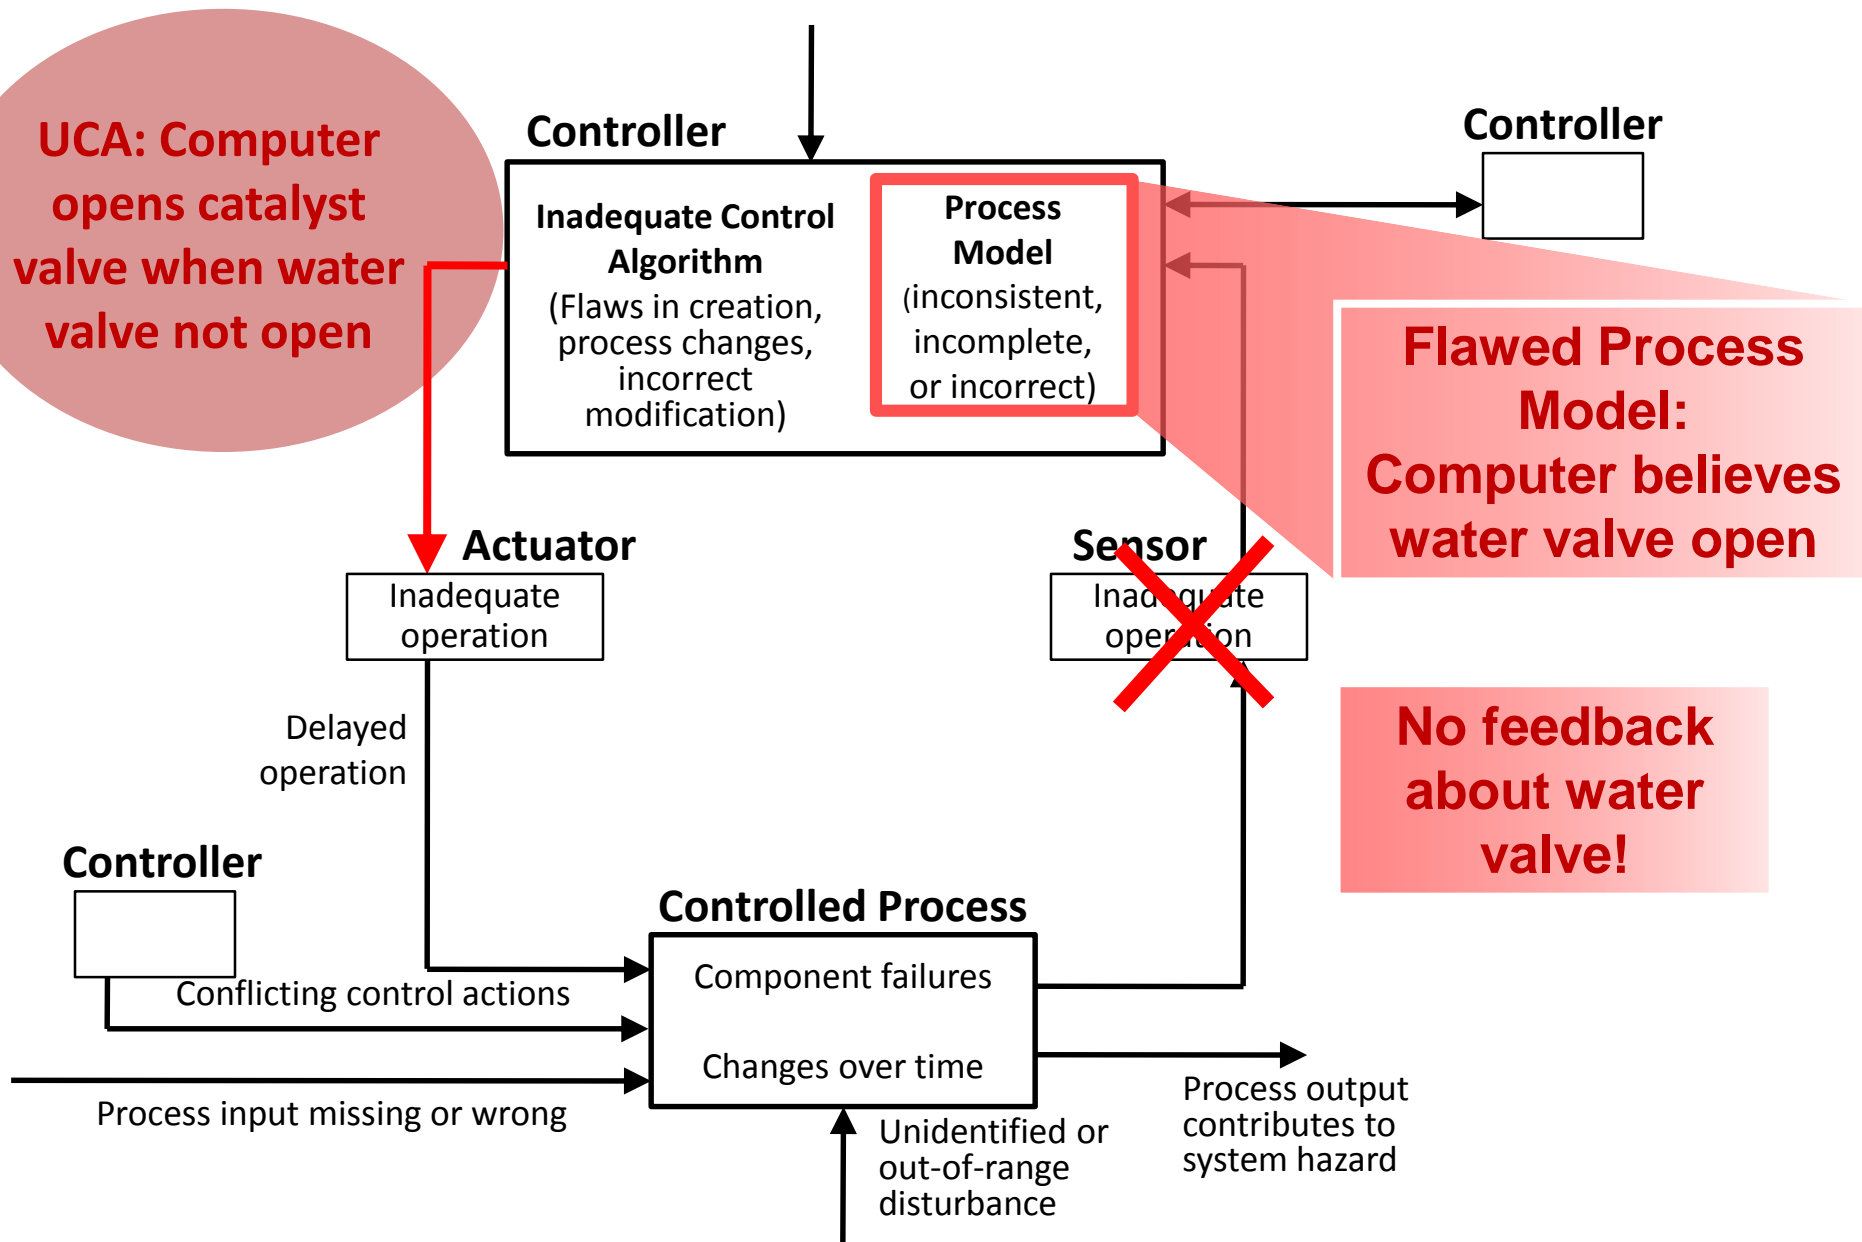 UCA: Computer
opens catalyst
valve when water
valve not open
Controller
Inadequate Control
Algorithm
(Flaws in creation,
process changes,
incorrect
modification)
Process
Model
(inconsistent,
incomplete,
or incorrect)
Controller
Flawed Process
Model:
Computer believes
water valve open
Actuator
Inadequate
operation
Sensor
Inadequate
operation
Delayed
operation
No feedback
about water
valve!
Controller
Conflicting control actions
Process input missing or wrong
Controlled Process
Component failures
Changes over time
Unidentified or
out-of-range
disturbance
Process output
contributes to
system hazard